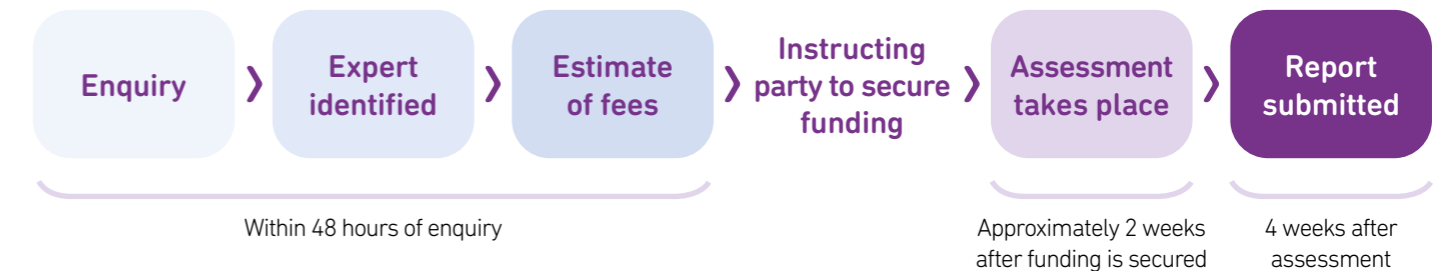 Enquiry
Expert
identified
Estimate
of fees
Instructing
party to secure
funding
Assessment
takes place
Report
submitted
Within 48 hours of enquiry
Approximately 2 weeks
after funding is secured
4 weeks after
assessment